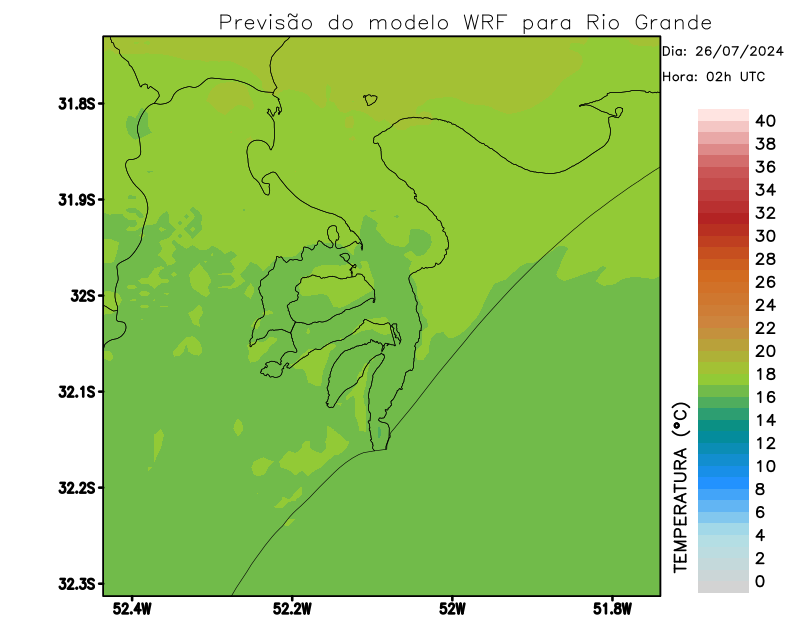 Previsão do modelo WRF para Rio Grande
Dia: 26/07/2024
Hora: 02h UTC
31.8S
31.9S
32S
32.1S
32.2S
32.3S
52.4W
52.2W
52W
51.8W
TEMPERATURA (°C)
40
38
36
34
32
30
28
26
24
22
20
18
16
14
12
10
8
6
4
2
0